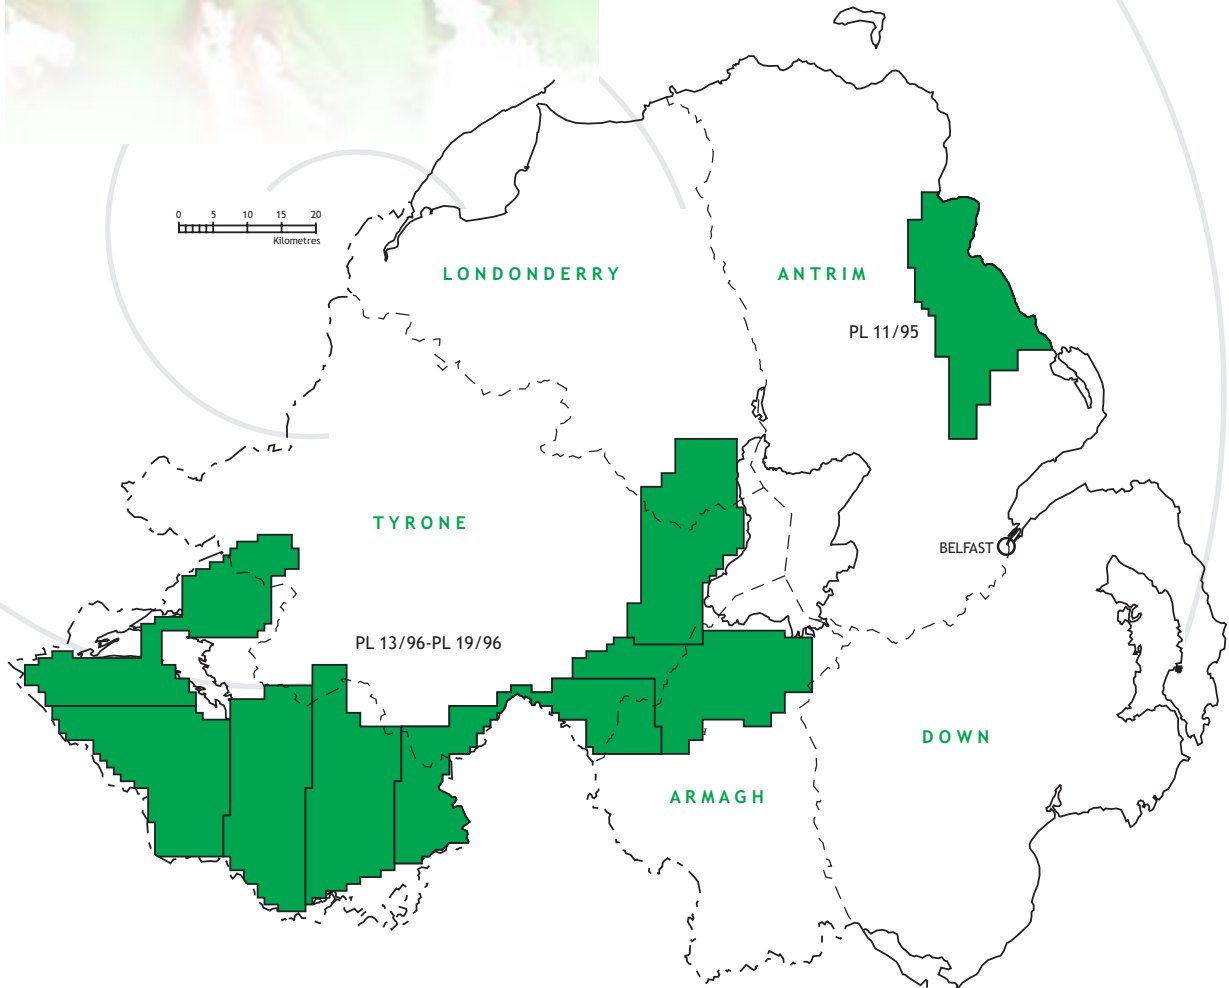 0 5 10 15 20
Kilometres
LONDONDERRY
ANTRIM
PL 11/95
TYRONE
BELFAST
PL 13/96-PL 19/96
DOWN
ARMAGH